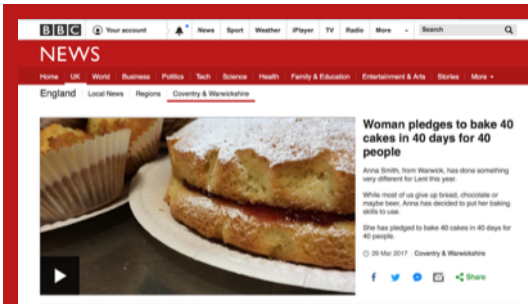 BBC Your account News Sport Weather iPlayer TV Radio More Search
NEWS
Home UK World Business Politics Tech Science Health Family & Education Entertainment & Arts Stories More
England Local News Regions Coventry & Warwickshire
Woman pledges to bake 40
cakes in 40 days for 40
people
Anna Smith, from Warwick, has done something
very different for Lent this year.
While most of us give up bread, chocolate or
maybe beer, Anna has decided to put her baking
skills to use.
She has pledged to bake 40 cakes in 40 days for
40 people.
29 Mar 2017 Coventry & Warwickshire
Share